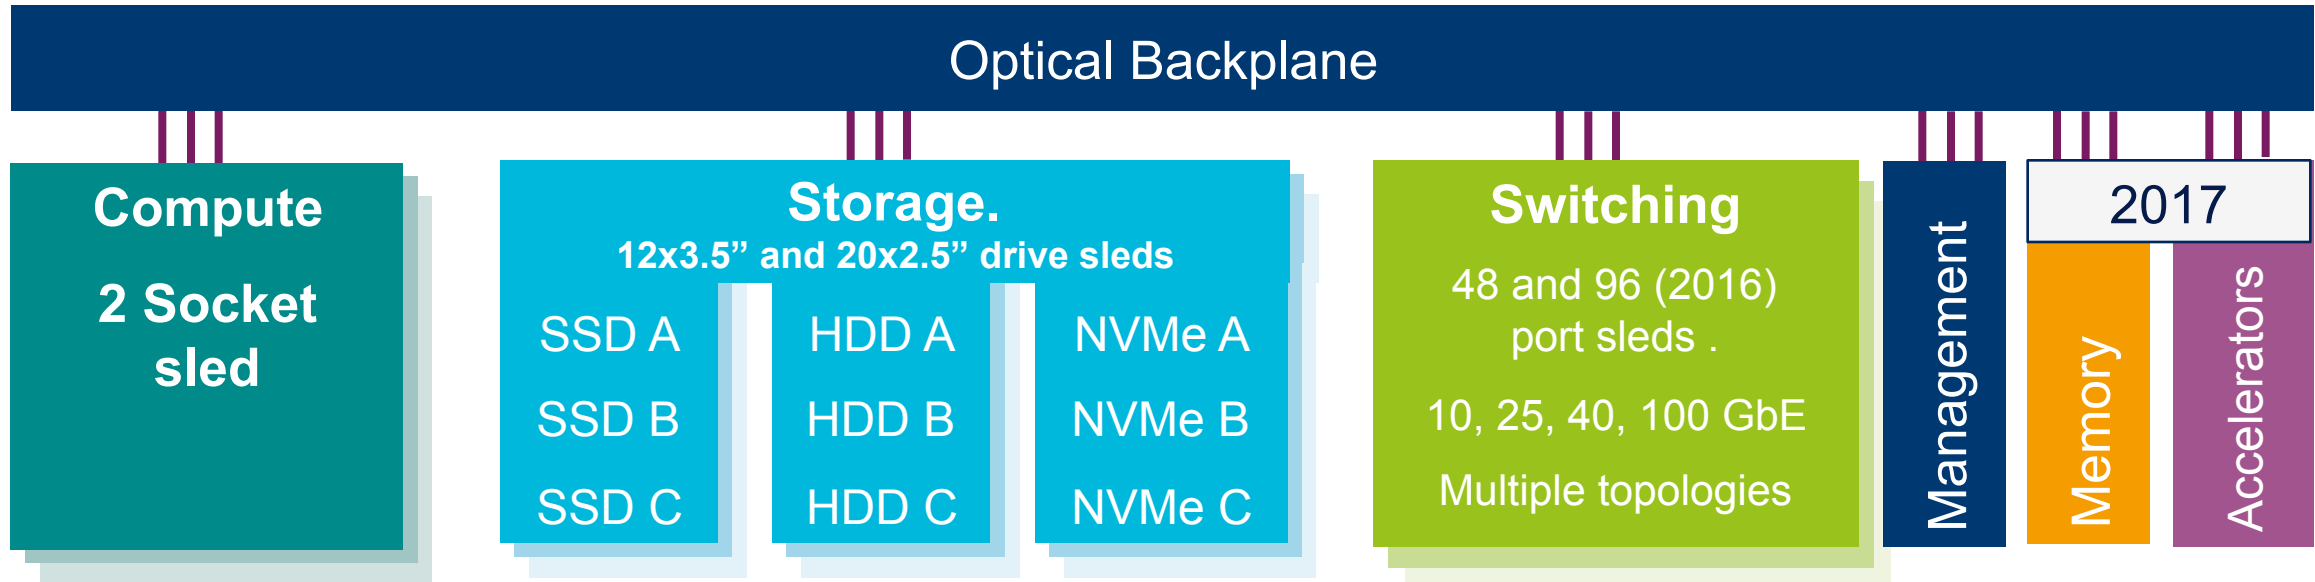 Optical Backplane
Compute
2 Socket
sled
Storage.
12x3.5” and 20x2.5” drive sleds
SSD A
HDD A
NVMe A
SSD B
HDD B
NVMe B
SSD C
HDD C
NVMe C
Switching
48 and 96 (2016)
port sleds .
10, 25, 40, 100 GbE
Multiple topologies
Management
2017
Memory
Accelerators